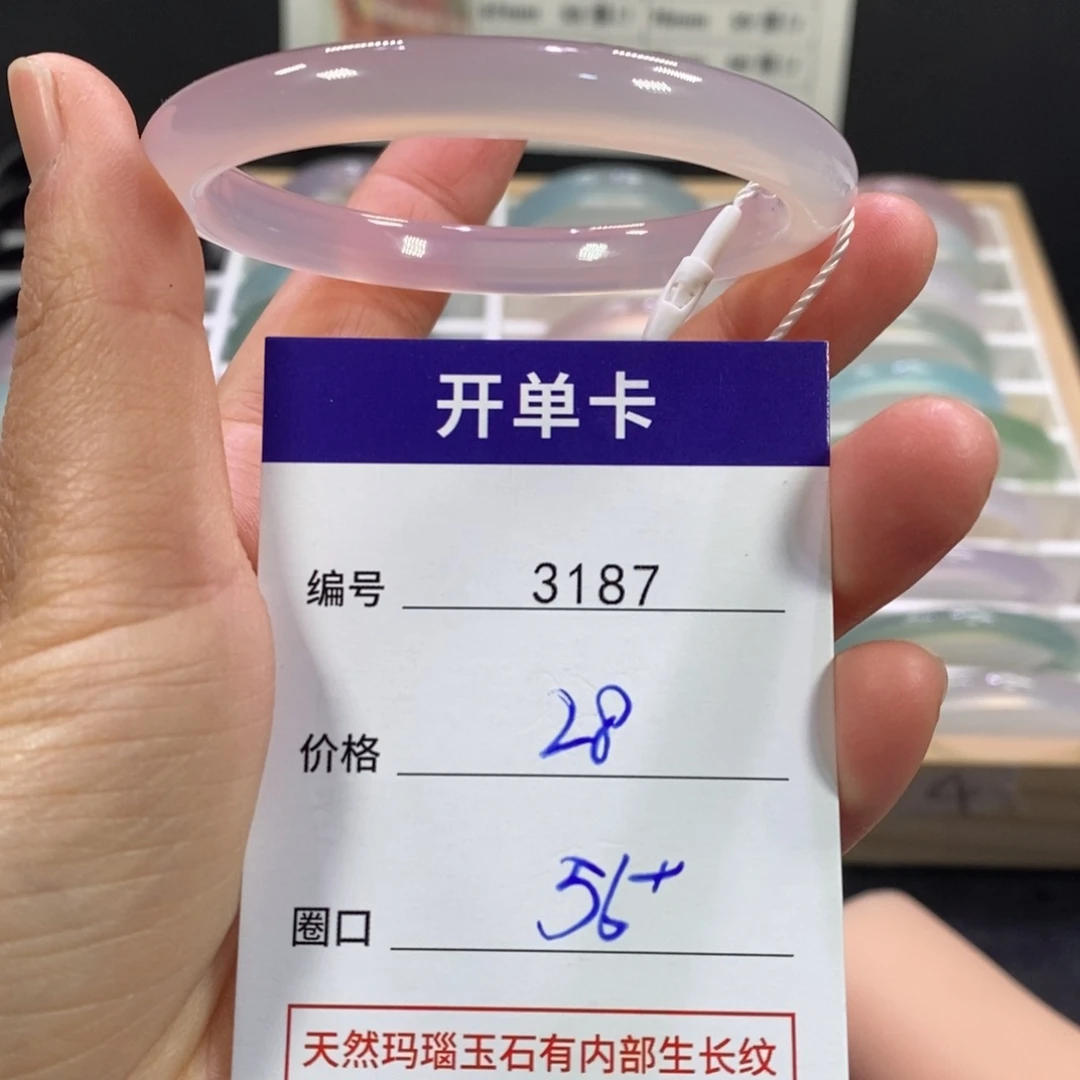 开单卡
编号 3187
价格 28
圈口 56+
天然玛瑙玉石有内部生长纹
4